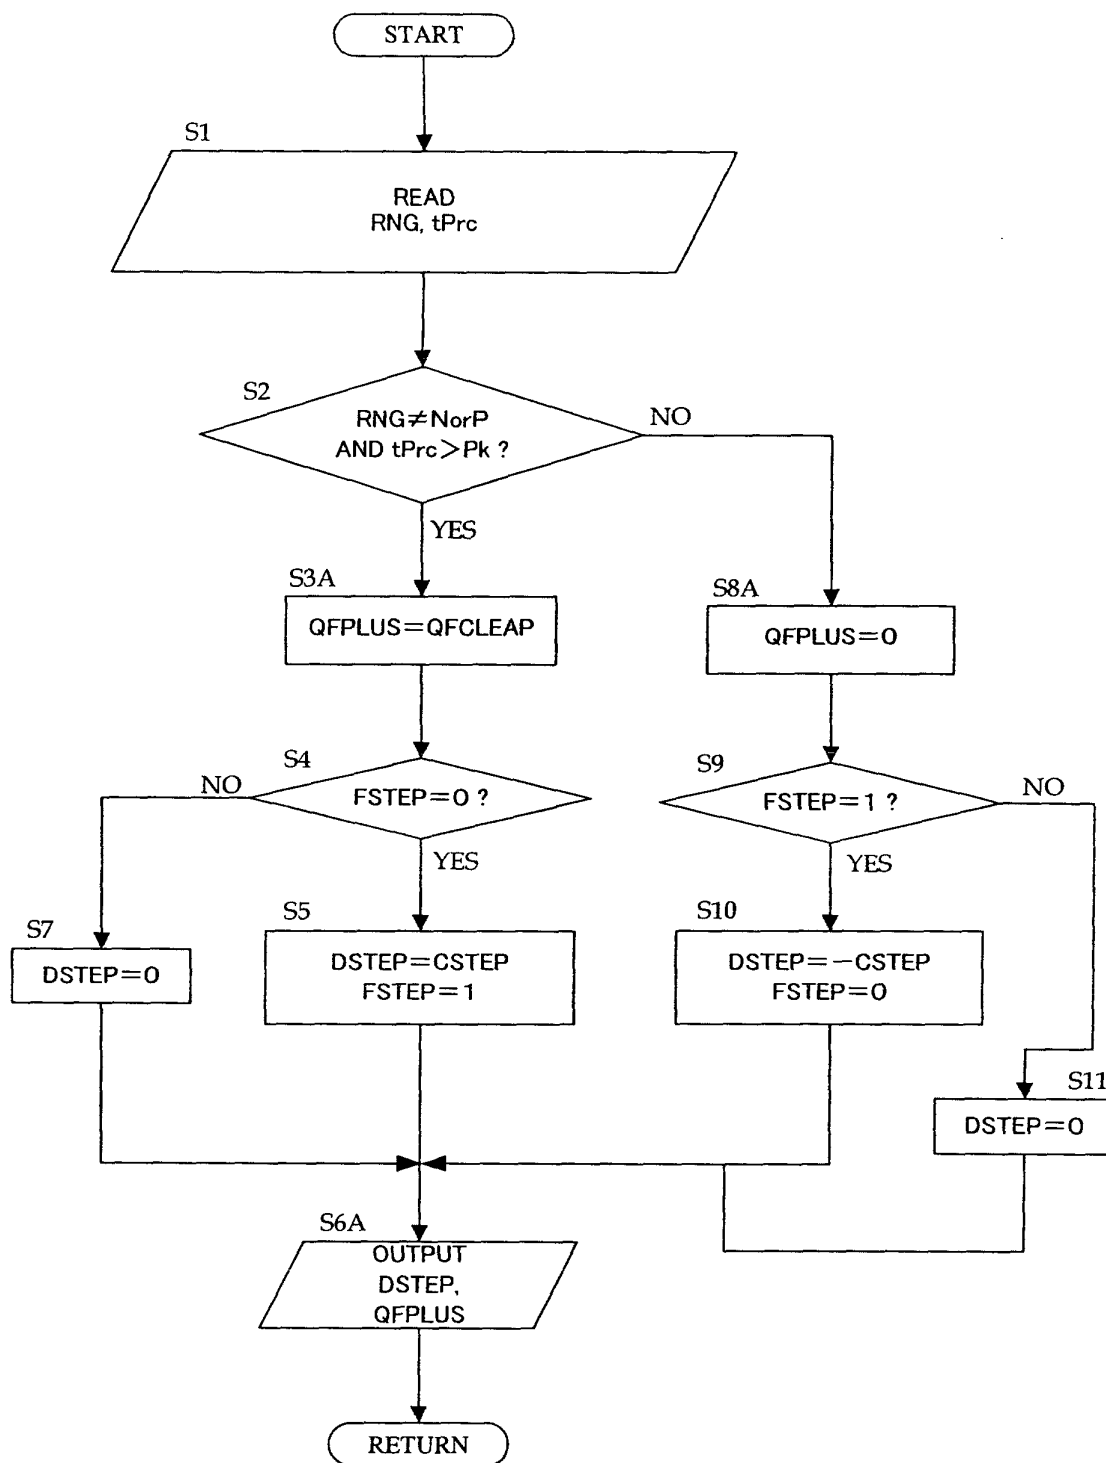 START
S1
READ
RNG, tPrc
S2
RNG≠NorP
AND tPrc>Pk ?
NO
YES
S3A
QFPLUS=QFCLEAP
S8A
QFPLUS=0
S4
NO
FSTEP=0 ?
YES
S9
FSTEP=1 ?
NO
YES
S7
DSTEP=0
S5
DSTEP=CSTEP
FSTEP=1
S10
DSTEP=-CSTEP
FSTEP=0
S11
DSTEP=0
S6A
OUTPUT
DSTEP,
QFPLUS
RETURN